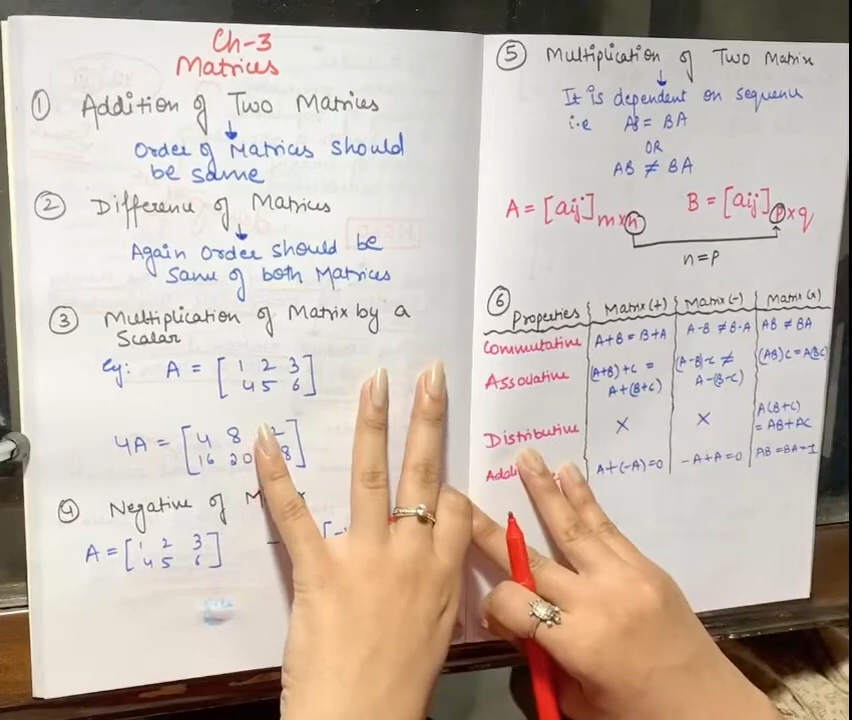 Ch-3
Matrices
① Addition of Two Matrices
↓
Order of Matrices should
be same
② Difference of Matrices
↓
Again Order should be
Same of both Matrices
③ Multiplication of Matrix by a
Scalar
eg: A = [1 2 3
4 5 6]
4A = [4 8 2
16 20 8]
④ Negative of
A = [1 2 3
4 5 6] - [-
⑤ Multiplication of Two Matrix
↓
It is dependent on sequence
i.e AB = BA
OR
AB ≠ BA
A = [aij] m×n B = [aij] p×q
n=p
⑥ Properties Matrix(+) Matrix(-) Matrix(x)
Commutative A+B = B+A A-B ≠ B-A AB ≠ BA
Associative (A+B)+C = A+(B+C) (A-B)-C ≠ A-(B-C) (AB)C = A(BC)
Distributive X X A(B+C) = AB+AC
Addi A+(-A)=0 -A+A=0 AB=BA=1